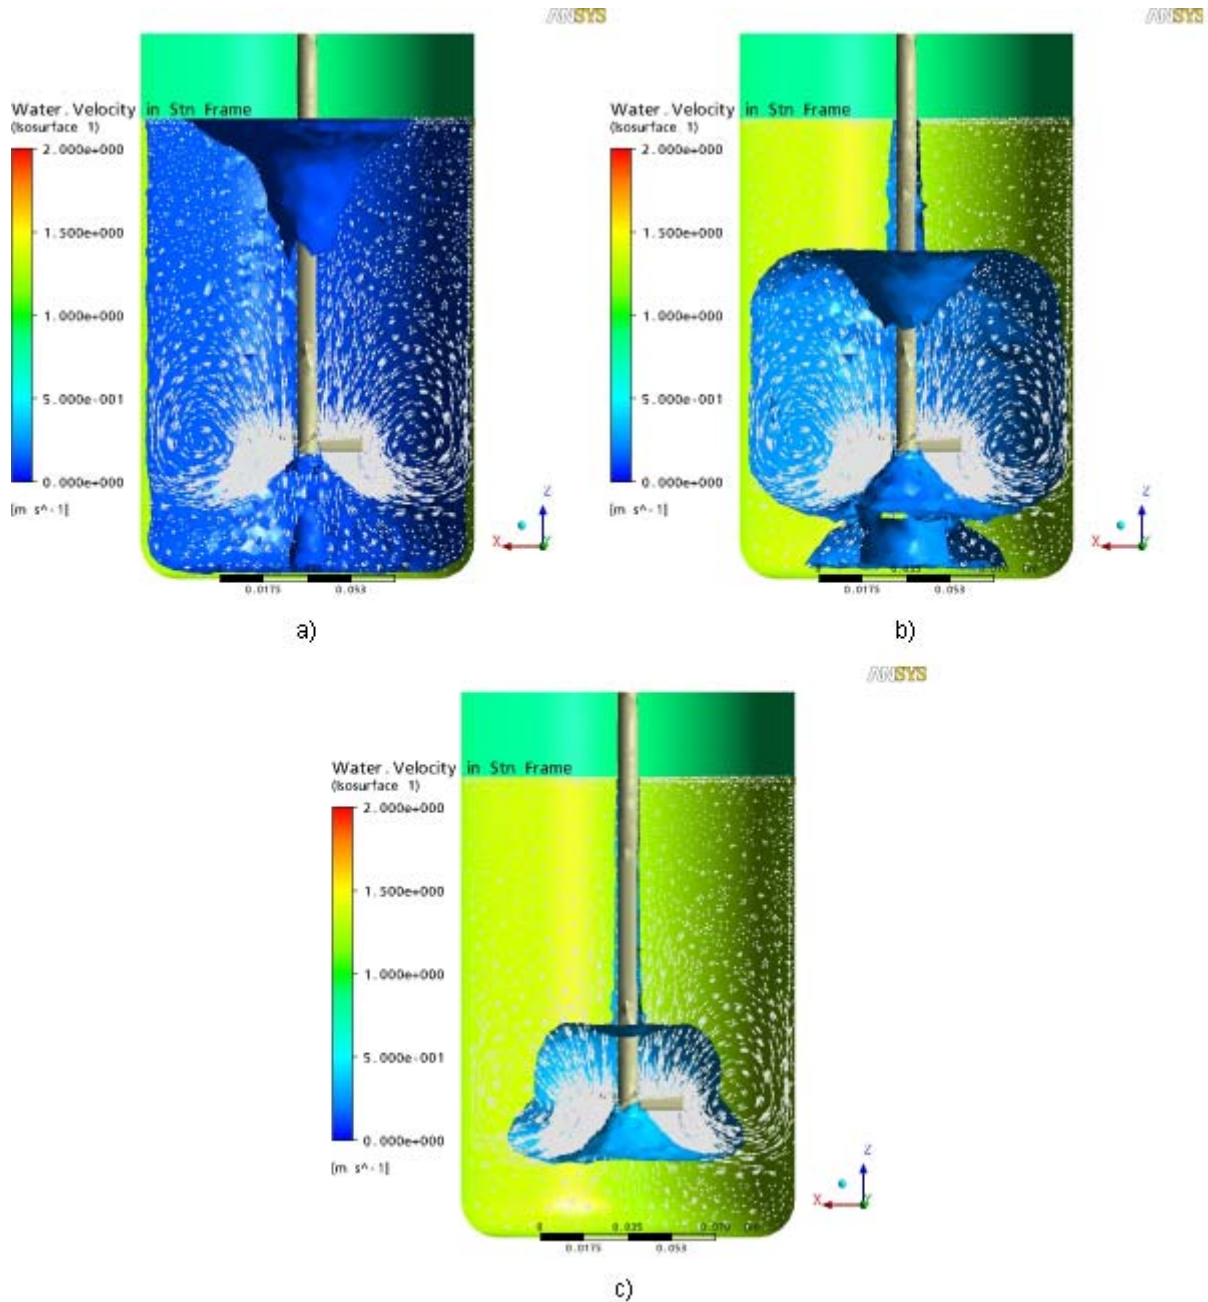 ANSYS
ANSYS
Water.Velocity in Stn Frame
(Isosurface 1)
2.000e+000
1.500e+000
1.000e+000
5.000e-001
0.000e+000
[m s^-1]
Z
X
Y
0.0175 0.053
a)
Water.Velocity in Stn Frame
(Isosurface 1)
2.000e+000
1.500e+000
1.000e+000
5.000e-001
0.000e+000
[m s^-1]
Z
X
Y
0.035 0.070
0.0175 0.053
b)
ANSYS
Water.Velocity in Stn Frame
(Isosurface 1)
2.000e+000
1.500e+000
1.000e+000
5.000e-001
0.000e+000
[m s^-1]
Z
X
Y
0 0.035 0.070
0.0175 0.053
c)